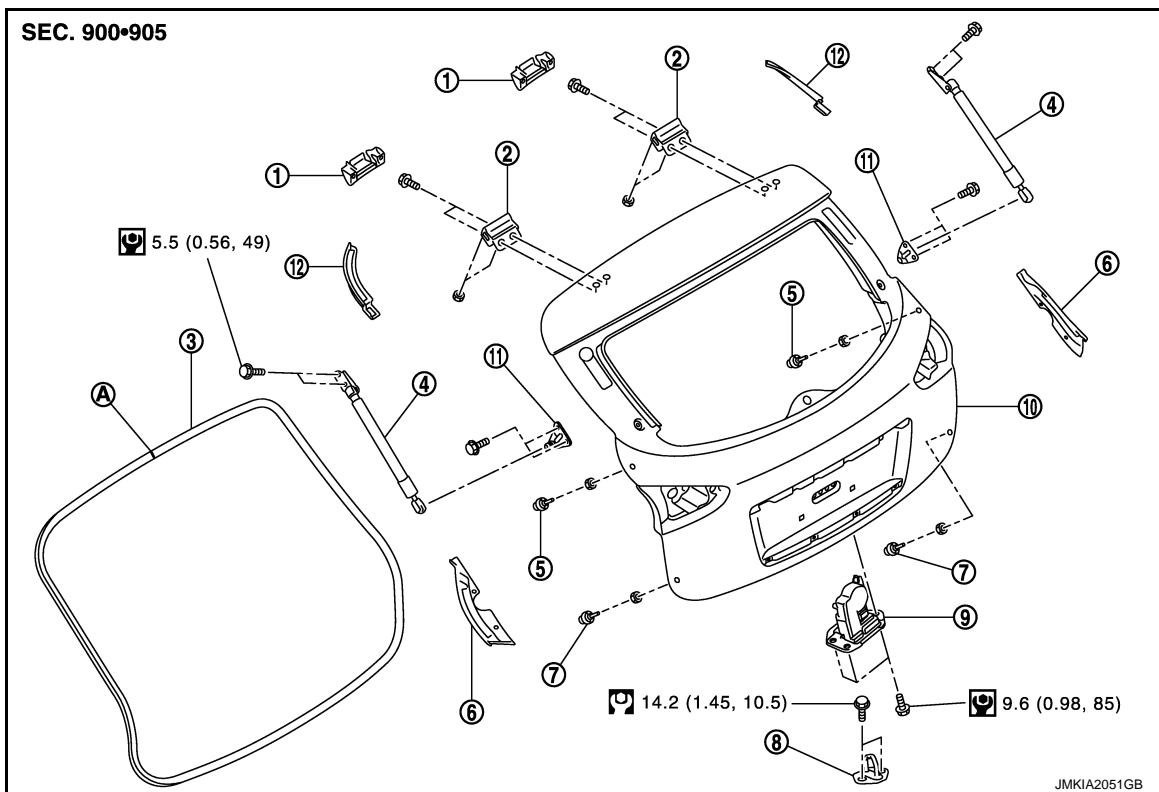 SEC. 900•905
① ② ⑫ ④
① ② ⑪
5.5 (0.56, 49)
⑫ ⑥
③ ⑤
Ⓐ ④ ⑪ ⑩
⑤ ⑦
⑦ ⑨
⑥ 14.2 (1.45, 10.5) 9.6 (0.98, 85)
⑧
JMKIA2051GB